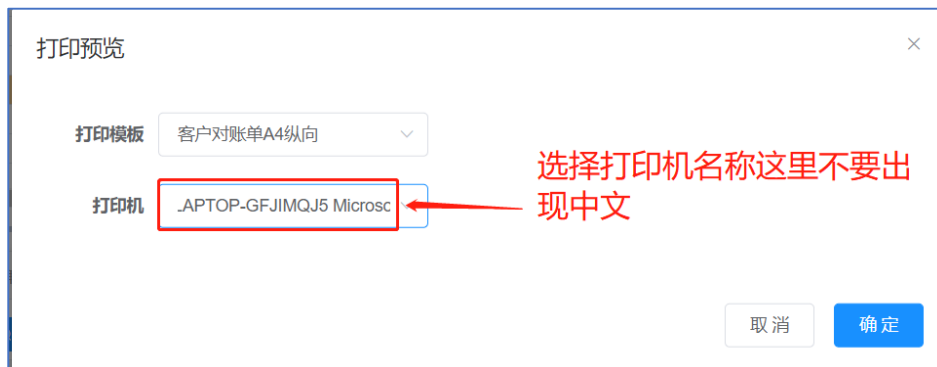 打印预览
打印模板 客户对账单A4纵向
打印机 .APTOP-GFJIMQJ5 Microsc
选择打印机名称这里不要出
现中文
取消 确定